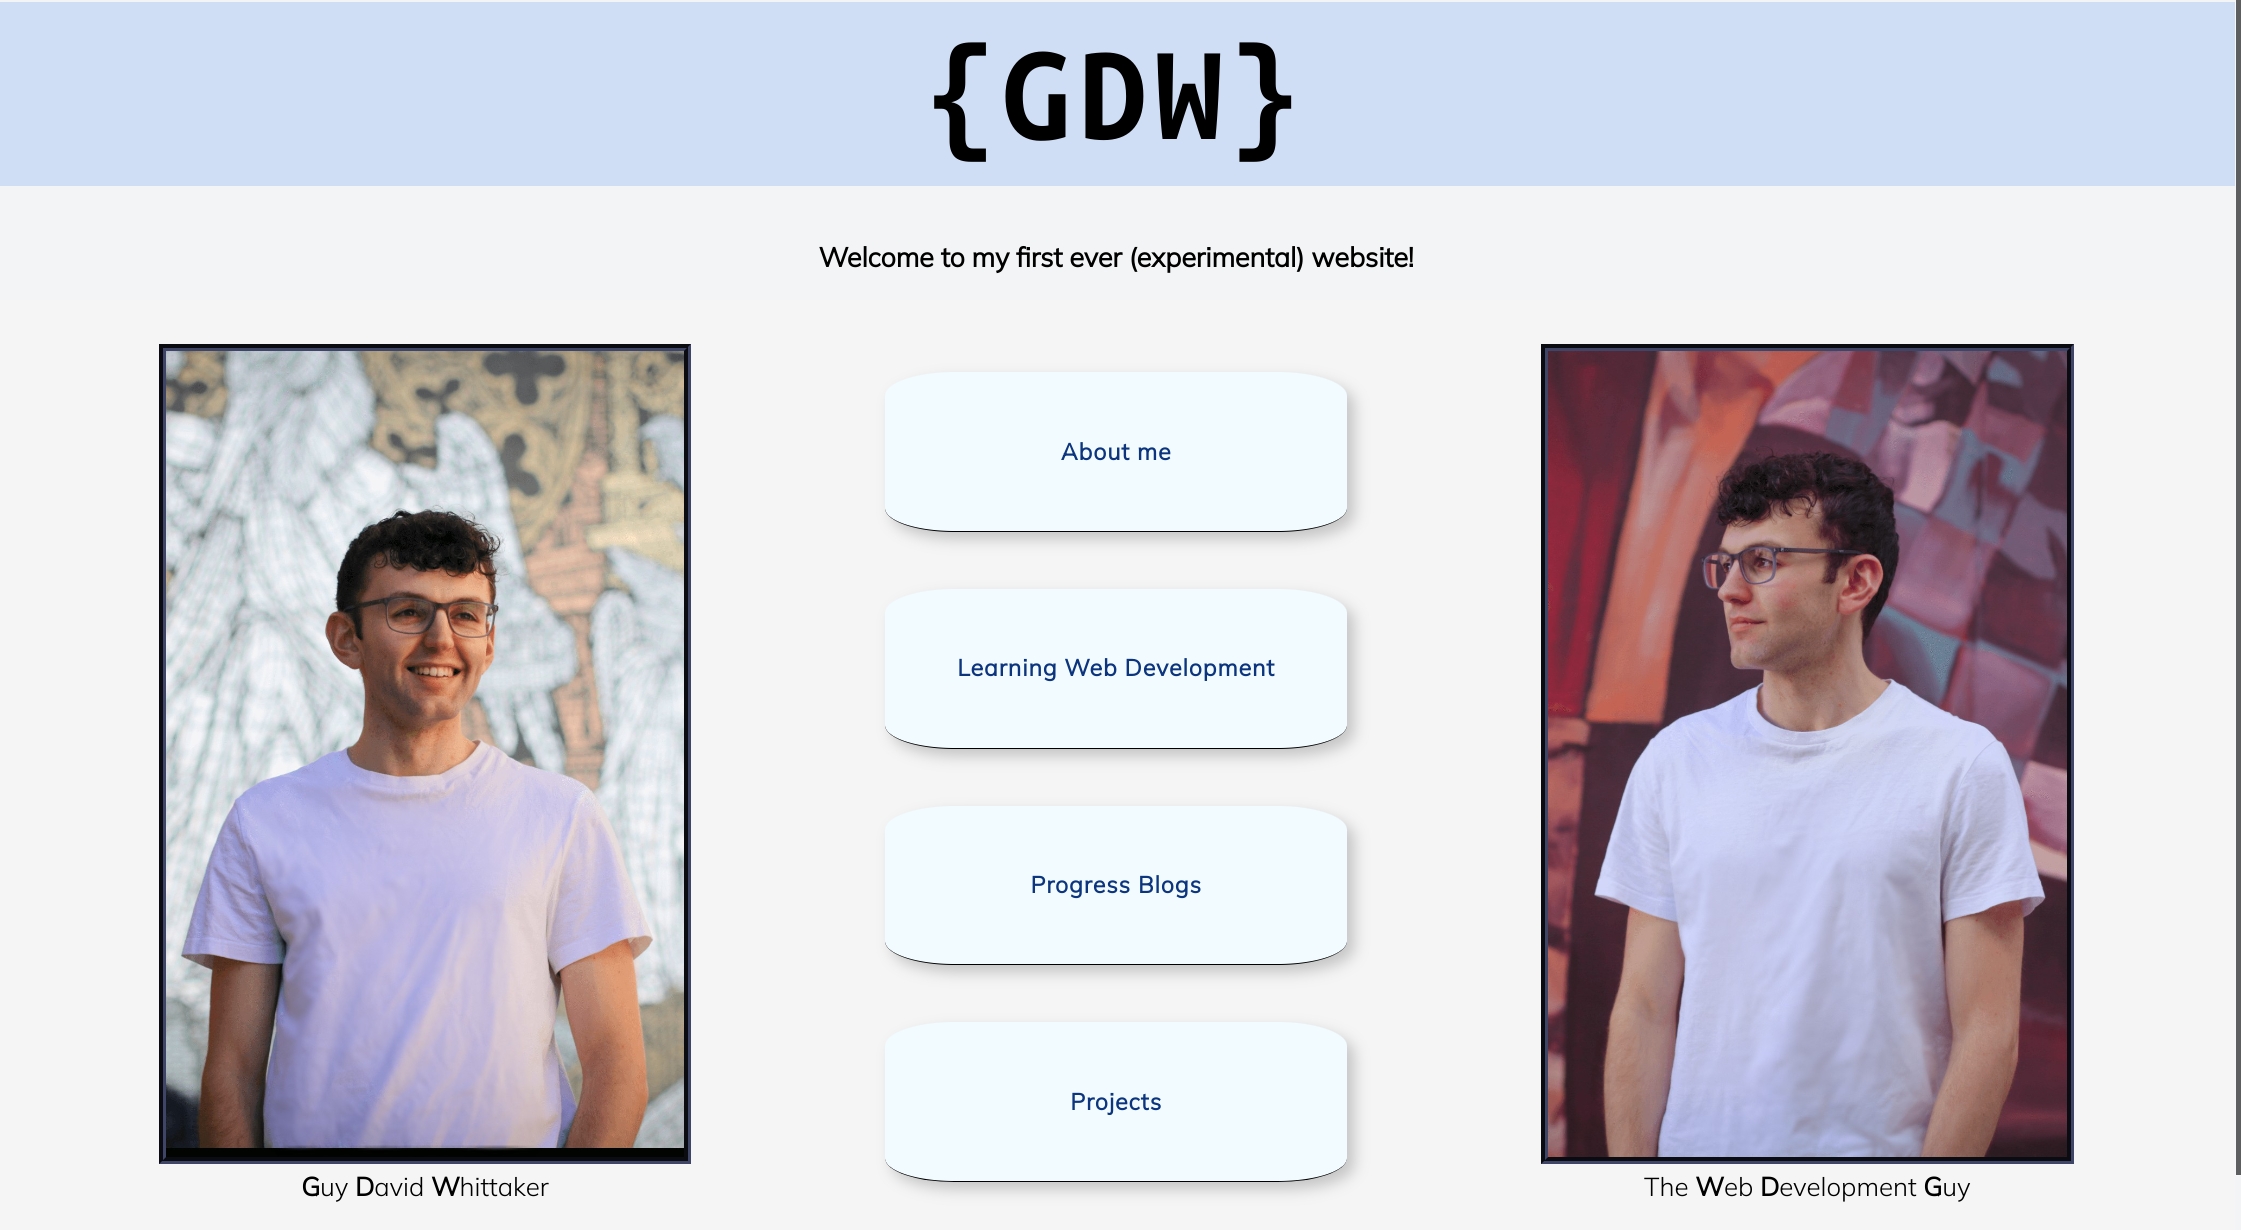 {GDW}
Welcome to my first ever (experimental) website!
About me
Learning Web Development
Progress Blogs
Projects
Guy David Whittaker
The Web Development Guy